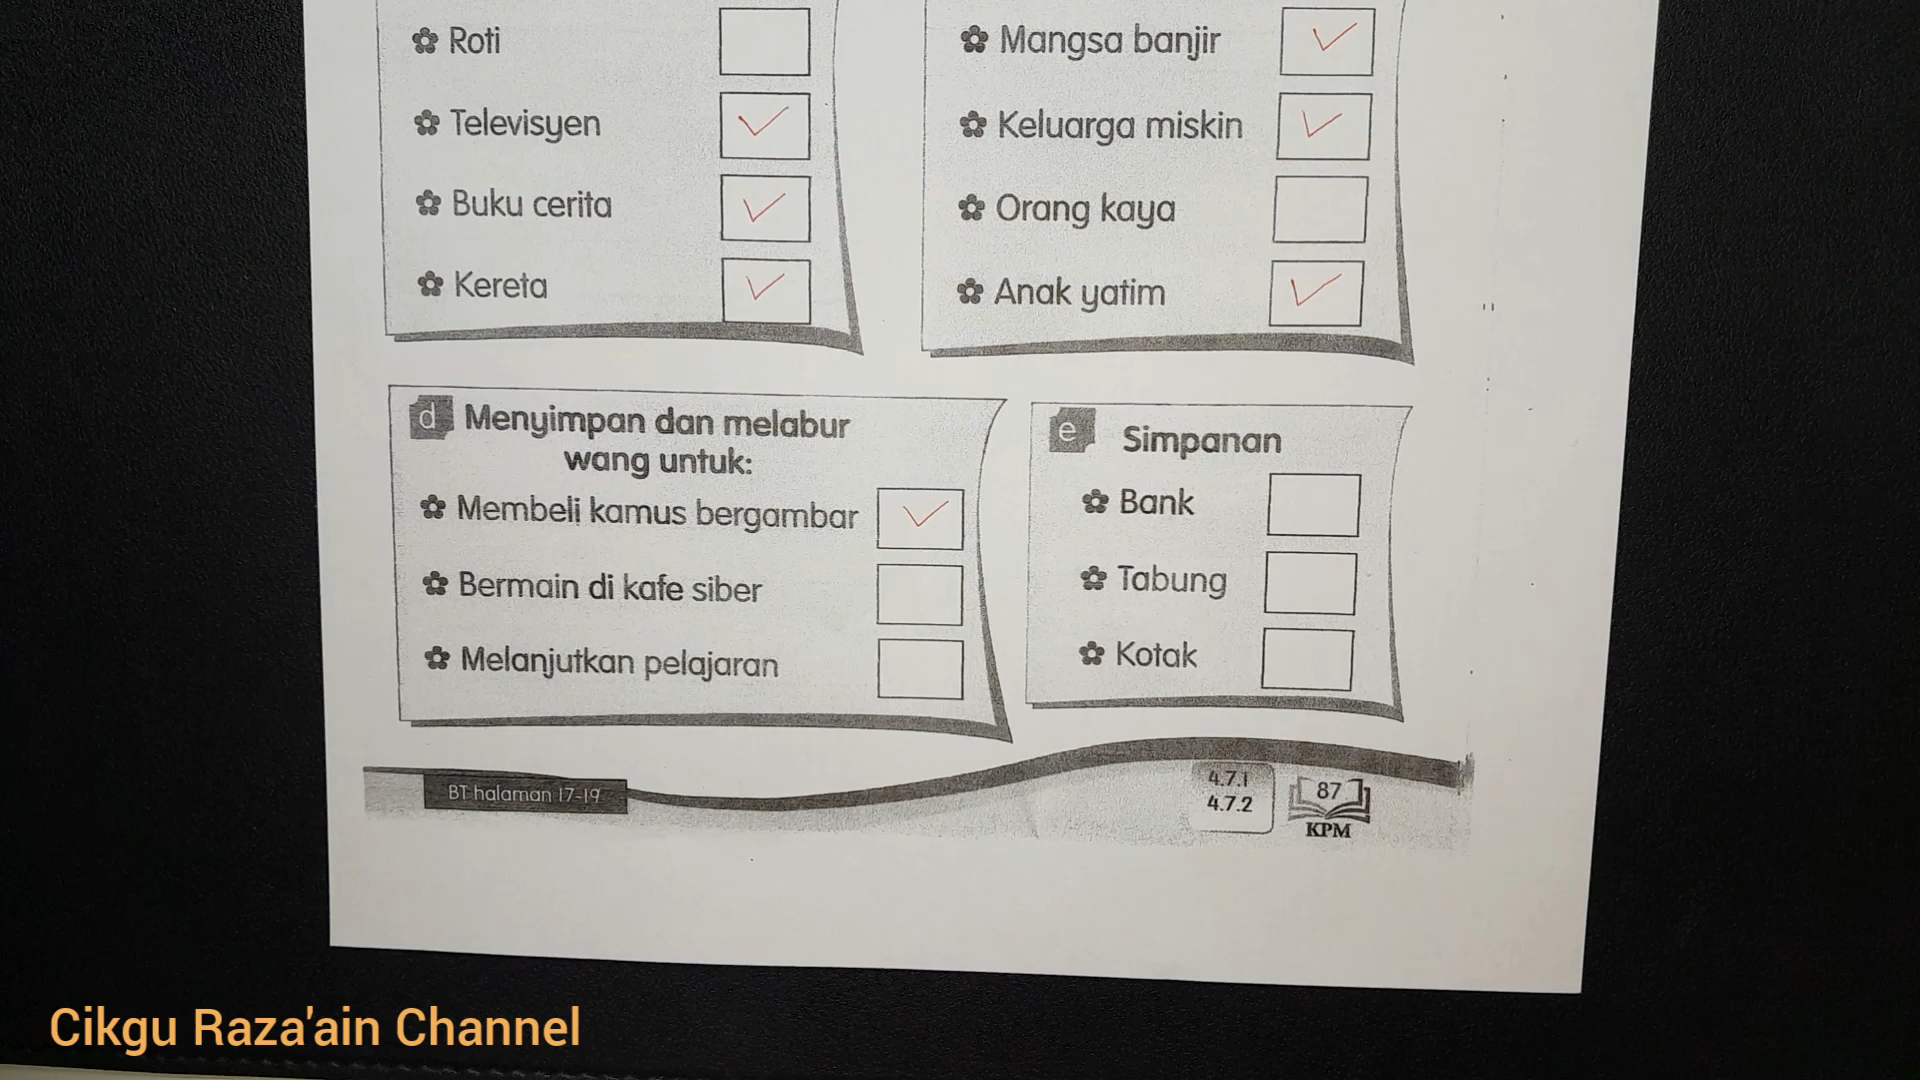 Roti
Televisyen
Buku cerita
Kereta
Mangsa banjir
Keluarga miskin
Orang kaya
Anak yatim
d Menyimpan dan melabur
wang untuk:
Membeli kamus bergambar
Bermain di kafe siber
Melanjutkan pelajaran
e Simpanan
Bank
Tabung
Kotak
BT halaman 17-19
4.7.1
4.7.2
87
KPM
Cikgu Raza'ain Channel